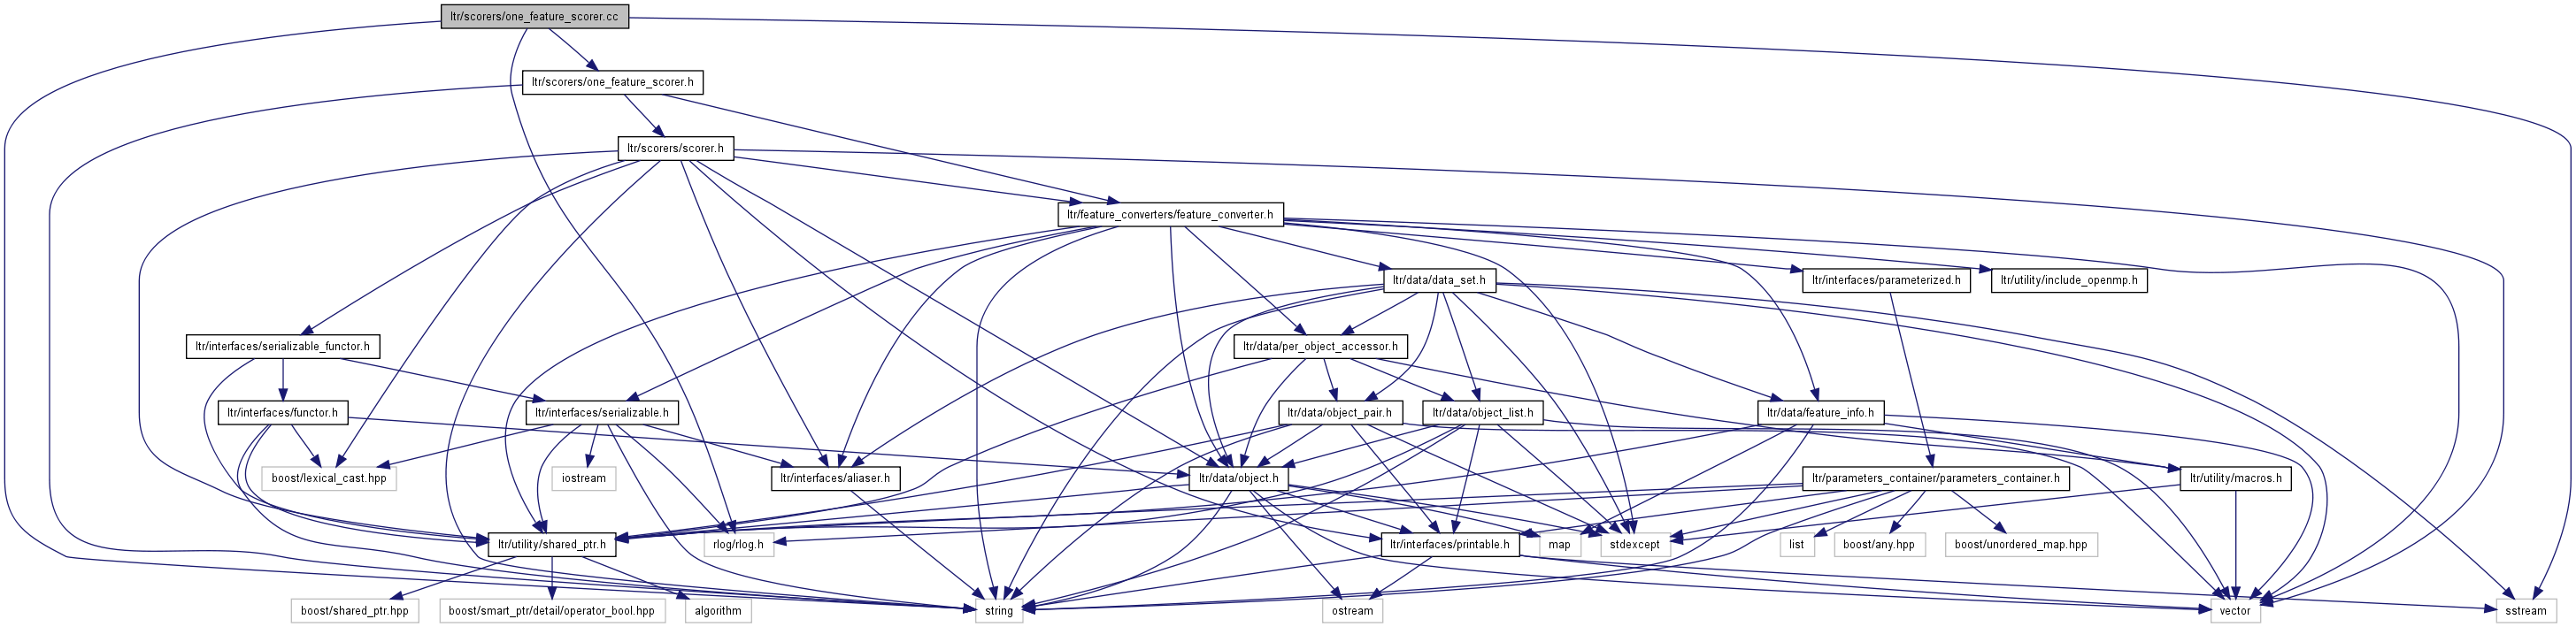 ltr/scorers/one_feature_scorer.cc
ltr/scorers/one_feature_scorer.h
ltr/scorers/scorer.h
ltr/feature_converters/feature_converter.h
ltr/data/data_set.h
ltr/interfaces/parameterized.h
ltr/utility/include_openmp.h
ltr/interfaces/serializable_functor.h
ltr/data/per_object_accessor.h
ltr/interfaces/functor.h
ltr/interfaces/serializable.h
ltr/data/object_pair.h
ltr/data/object_list.h
ltr/data/feature_info.h
boost/lexical_cast.hpp
iostream
ltr/interfaces/aliaser.h
ltr/data/object.h
ltr/parameters_container/parameters_container.h
ltr/utility/macros.h
ltr/utility/shared_ptr.h
rlog/rlog.h
ltr/interfaces/printable.h
map
stdexcept
list
boost/any.hpp
boost/unordered_map.hpp
boost/shared_ptr.hpp
boost/smart_ptr/detail/operator_bool.hpp
algorithm
string
ostream
vector
sstream